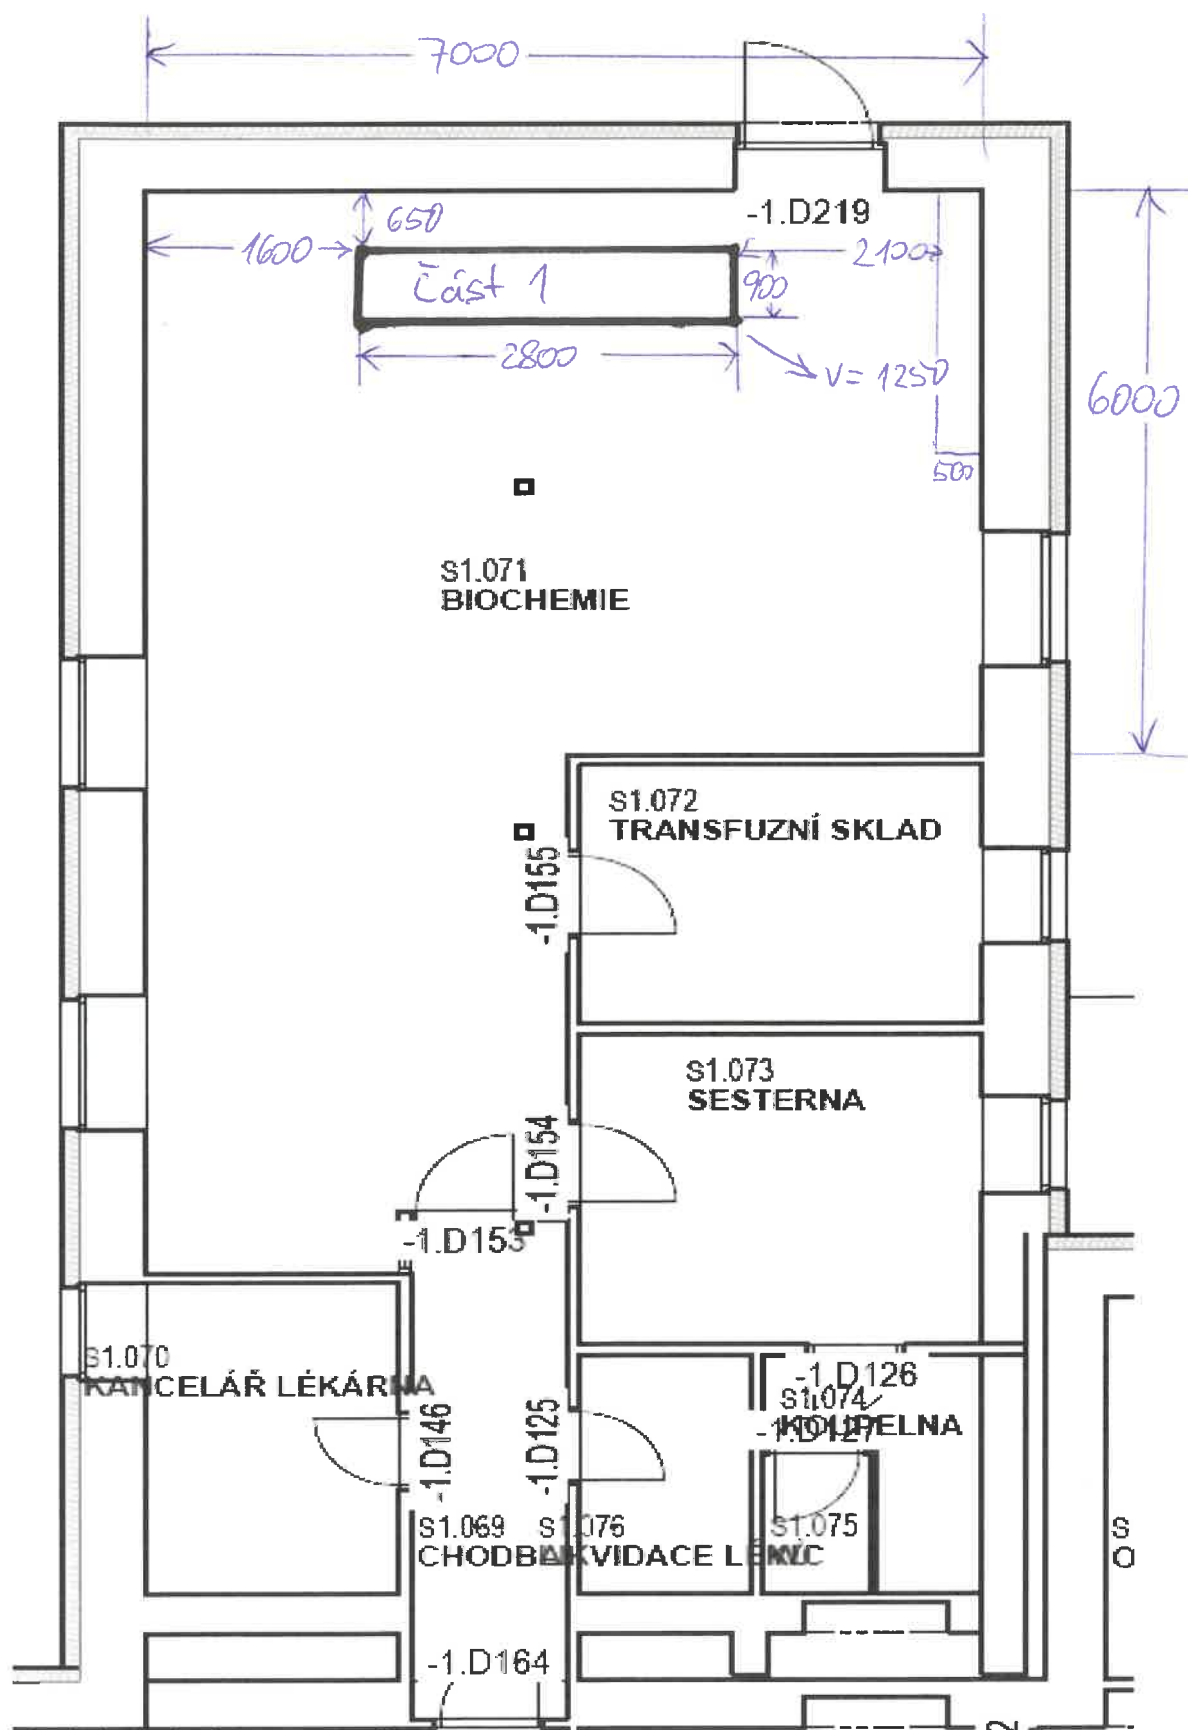 7000
650
-1.D219
1600
2100
Část 1
900
2800
V= 1250
6000
500
S1.071
BIOCHEMIE
S1.072
TRANSFUZNÍ SKLAD
-1.D155
S1.073
SESTERNA
-1.D154
-1.D153
S1.070
KANCELÁŘ LÉKÁRNA
-1.D126
S1.074
KOUPELNA
-1.D127
-1.D146
-1.D125
S1.069
S1.076
S1.075
CHODBA
LIKVIDACE LÉKŮ
WC
S
O
-1.D164
2